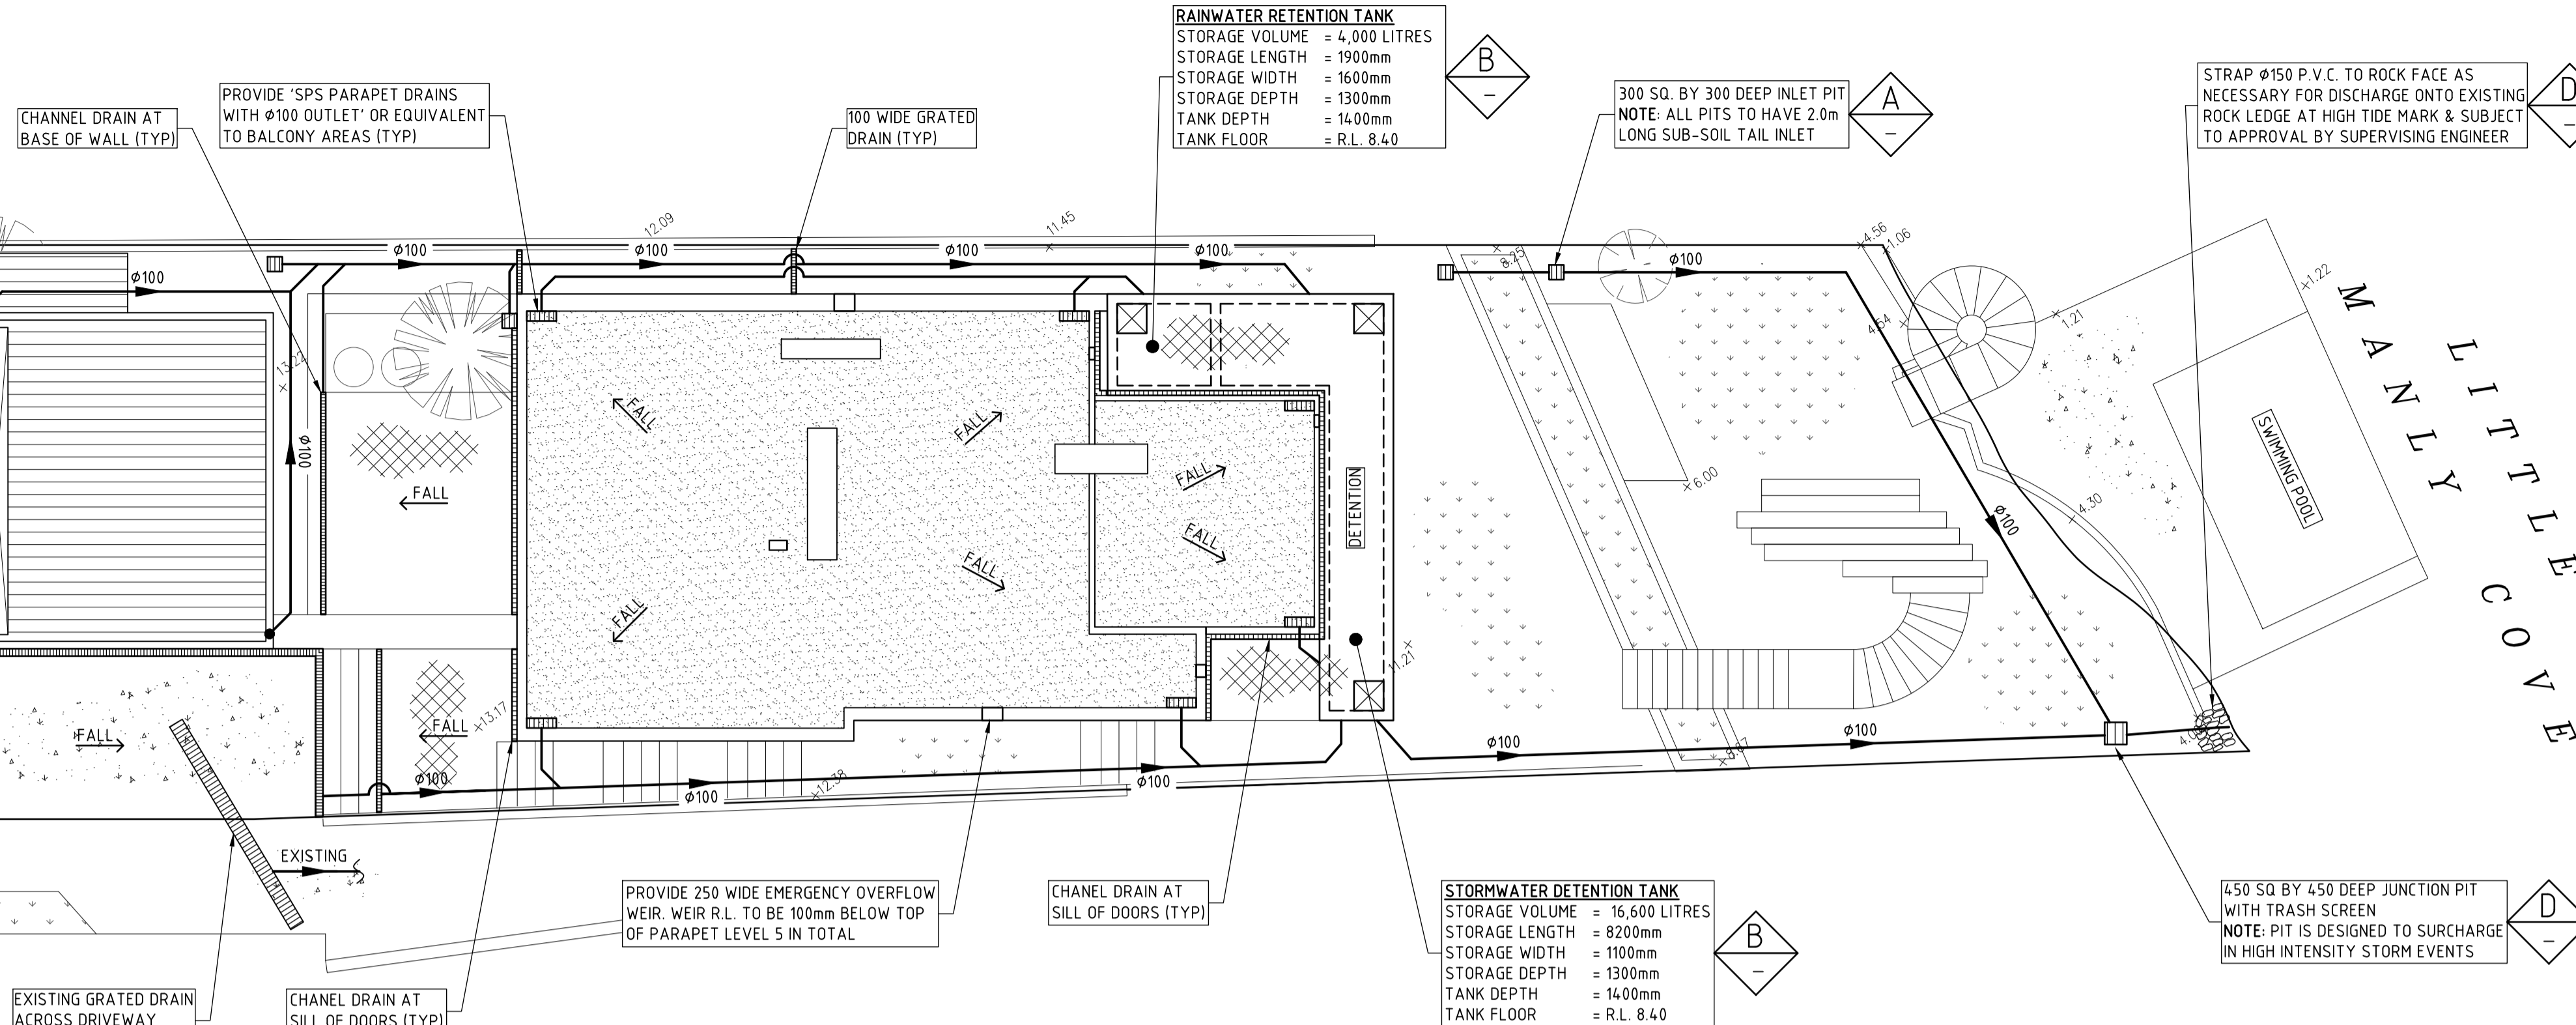 RAINWATER RETENTION TANK
STORAGE VOLUME = 4,000 LITRES
STORAGE LENGTH = 1900mm
STORAGE WIDTH = 1600mm
STORAGE DEPTH = 1300mm
TANK DEPTH = 1400mm
TANK FLOOR = R.L. 8.40
B
–
CHANNEL DRAIN AT
BASE OF WALL (TYP)
PROVIDE 'SPS PARAPET DRAINS
WITH Ø100 OUTLET' OR EQUIVALENT
TO BALCONY AREAS (TYP)
100 WIDE GRATED
DRAIN (TYP)
300 SQ. BY 300 DEEP INLET PIT
NOTE: ALL PITS TO HAVE 2.0m
LONG SUB-SOIL TAIL INLET
A
–
STRAP Ø150 P.V.C. TO ROCK FACE AS
NECESSARY FOR DISCHARGE ONTO EXISTING
ROCK LEDGE AT HIGH TIDE MARK & SUBJECT
TO APPROVAL BY SUPERVISING ENGINEER
D
–
12.09
11.45
Ø100
Ø100
Ø100
Ø100
Ø100
Ø100
8.25
4.56
1.06
1.22
1.21
4.54
13.22
Ø100
FALL
FALL
FALL
FALL
FALL
FALL
FALL
DETENTION
6.00
Ø100
4.30
SWIMMING POOL
LITTLE
MANLY COVE
11.21
13.17
FALL
FALL
Ø100
Ø100
12.38
Ø100
Ø100
Ø100
8.67
EXISTING
PROVIDE 250 WIDE EMERGENCY OVERFLOW
WEIR. WEIR R.L. TO BE 100mm BELOW TOP
OF PARAPET LEVEL 5 IN TOTAL
CHANEL DRAIN AT
SILL OF DOORS (TYP)
STORMWATER DETENTION TANK
STORAGE VOLUME = 16,600 LITRES
STORAGE LENGTH = 8200mm
STORAGE WIDTH = 1100mm
STORAGE DEPTH = 1300mm
TANK DEPTH = 1400mm
TANK FLOOR = R.L. 8.40
B
–
450 SQ BY 450 DEEP JUNCTION PIT
WITH TRASH SCREEN
NOTE: PIT IS DESIGNED TO SURCHARGE
IN HIGH INTENSITY STORM EVENTS
D
–
EXISTING GRATED DRAIN
ACROSS DRIVEWAY
CHANEL DRAIN AT
SILL OF DOORS (TYP)